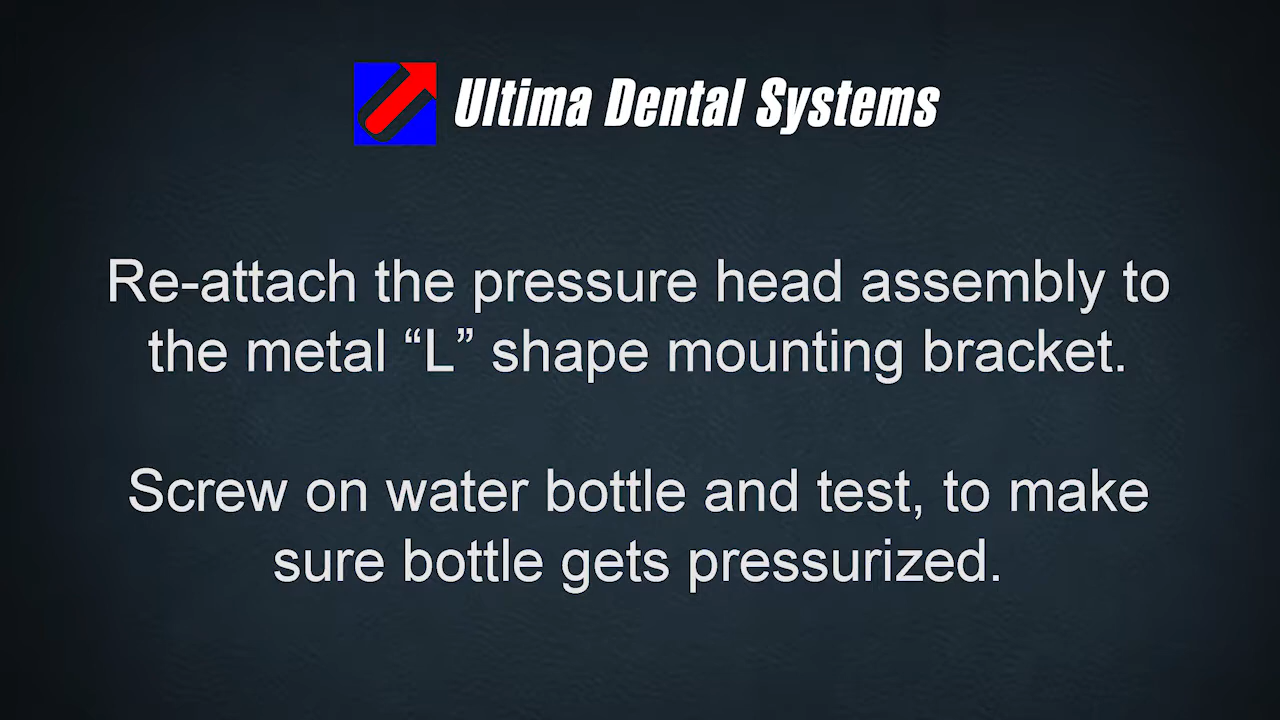 Ultima Dental Systems
Re-attach the pressure head assembly to
the metal “L” shape mounting bracket.
Screw on water bottle and test, to make
sure bottle gets pressurized.